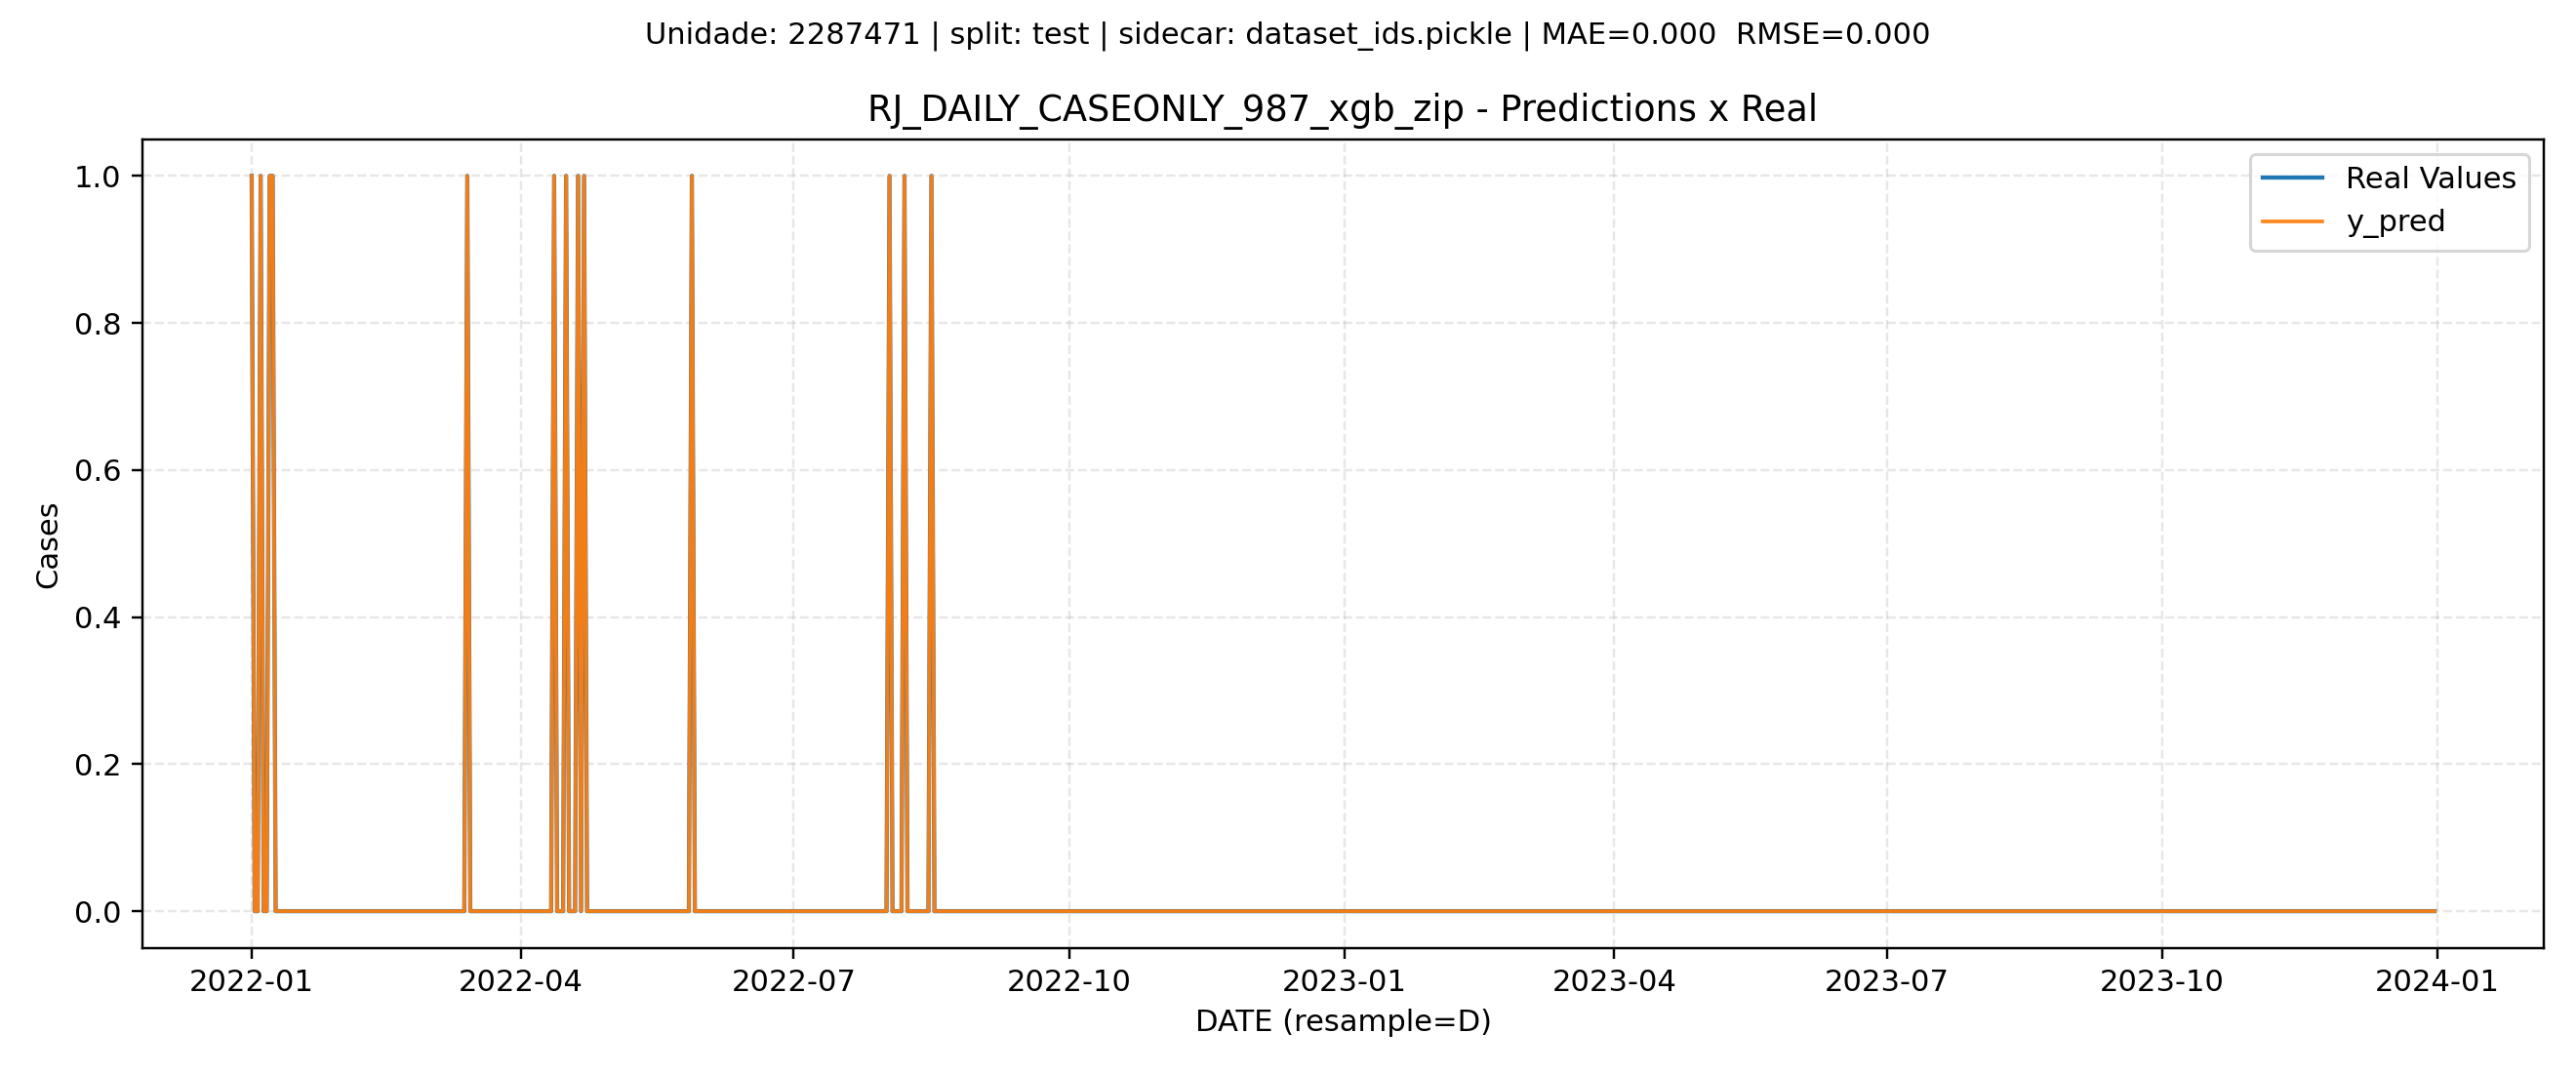 Unidade: 2287471 | split: test | sidecar: dataset_ids.pickle | MAE=0.000  RMSE=0.000
RJ_DAILY_CASEONLY_987_xgb_zip - Predictions x Real
Real Values
y_pred
1.0
0.8
0.6
0.4
0.2
0.0
Cases
2022-01 2022-04 2022-07 2022-10 2023-01 2023-04 2023-07 2023-10 2024-01
DATE (resample=D)